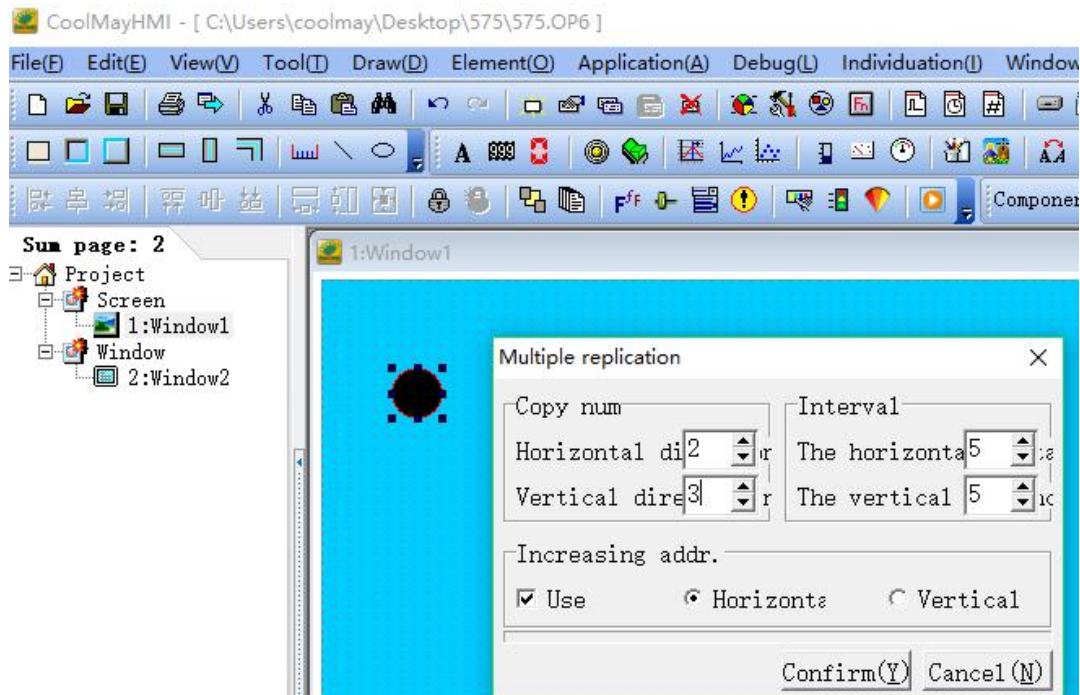 CoolMayHMI - [ C:\Users\coolmay\Desktop\575\575.OP6 ]
File(F) Edit(E) View(V) Tool(T) Draw(D) Element(O) Application(A) Debug(L) Individuation(I) Window
A 999 8
F
Componer
Sum page: 2
Project
Screen
1:Window1
Window
2:Window2
1:Window1
Multiple replication
Copy num
Interval
Horizontal di 2
The horizonta 5
Vertical dire 3
The vertical 5
Increasing addr.
Use Horizonta Vertical
Confirm(Y) Cancel(N)